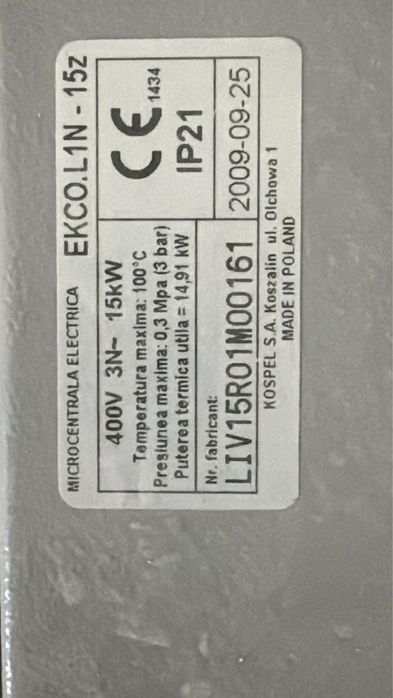 MICROCENTRALA ELECTRICA EKCO.L1N - 15z
400V 3N~ 15kW
Temperatura maxima: 100°C
Presiunea maxima: 0,3 Mpa (3 bar)
Puterea termica utila = 14,91 kW
CE 1434
IP21
Nr. fabricant:
LIV15R01M00161 2009-09-25
KOSPEL S.A. Koszalin ul. Olchowa 1
MADE IN POLAND